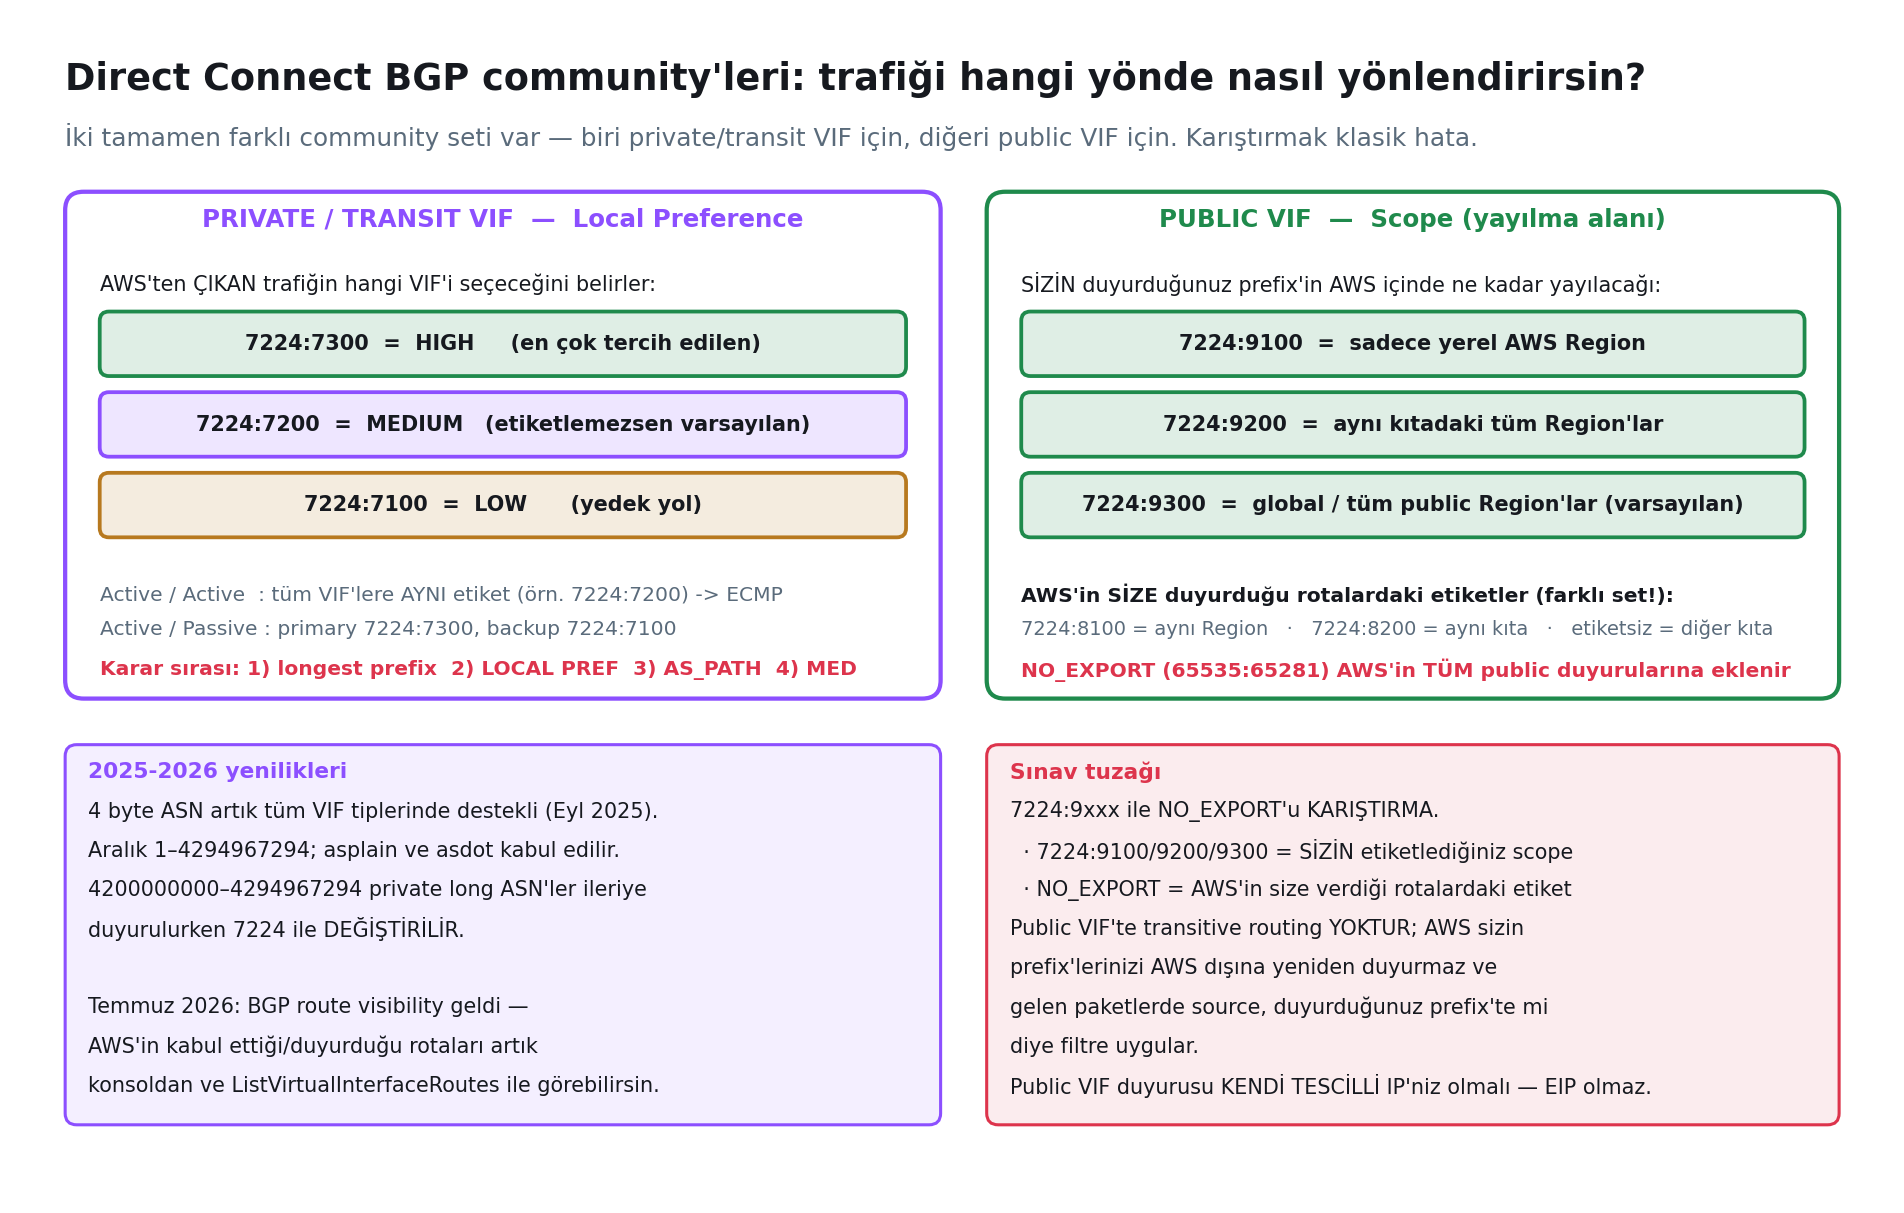 Direct Connect BGP community'leri: trafiği hangi yönde nasıl yönlendirirsin?
İki tamamen farklı community seti var — biri private/transit VIF için, diğeri public VIF için. Karıştırmak klasik hata.
PRIVATE / TRANSIT VIF — Local Preference
AWS'ten ÇIKAN trafiğin hangi VIF'i seçeceğini belirler:
7224:7300 = HIGH (en çok tercih edilen)
7224:7200 = MEDIUM (etiketlemezsen varsayılan)
7224:7100 = LOW (yedek yol)
Active / Active : tüm VIF'lere AYNI etiket (örn. 7224:7200) -> ECMP
Active / Passive : primary 7224:7300, backup 7224:7100
Karar sırası: 1) longest prefix 2) LOCAL PREF 3) AS_PATH 4) MED
PUBLIC VIF — Scope (yayılma alanı)
SİZİN duyurduğunuz prefix'in AWS içinde ne kadar yayılacağı:
7224:9100 = sadece yerel AWS Region
7224:9200 = aynı kıtadaki tüm Region'lar
7224:9300 = global / tüm public Region'lar (varsayılan)
AWS'in SİZE duyurduğu rotalardaki etiketler (farklı set!):
7224:8100 = aynı Region · 7224:8200 = aynı kıta · etiketsiz = diğer kıta
NO_EXPORT (65535:65281) AWS'in TÜM public duyurularına eklenir
2025-2026 yenilikleri
4 byte ASN artık tüm VIF tiplerinde destekli (Eyl 2025).
Aralık 1–4294967294; asplain ve asdot kabul edilir.
4200000000–4294967294 private long ASN'ler ileriye
duyurulurken 7224 ile DEĞİŞTİRİLİR.
Temmuz 2026: BGP route visibility geldi —
AWS'in kabul ettiği/duyurduğu rotaları artık
konsoldan ve ListVirtualInterfaceRoutes ile görebilirsin.
Sınav tuzağı
7224:9xxx ile NO_EXPORT'u KARIŞTIRMA.
· 7224:9100/9200/9300 = SİZİN etiketlediğiniz scope
· NO_EXPORT = AWS'in size verdiği rotalardaki etiket
Public VIF'te transitive routing YOKTUR; AWS sizin
prefix'lerinizi AWS dışına yeniden duyurmaz ve
gelen paketlerde source, duyurduğunuz prefix'te mi
diye filtre uygular.
Public VIF duyurusu KENDİ TESCİLLİ IP'niz olmalı — EIP olmaz.